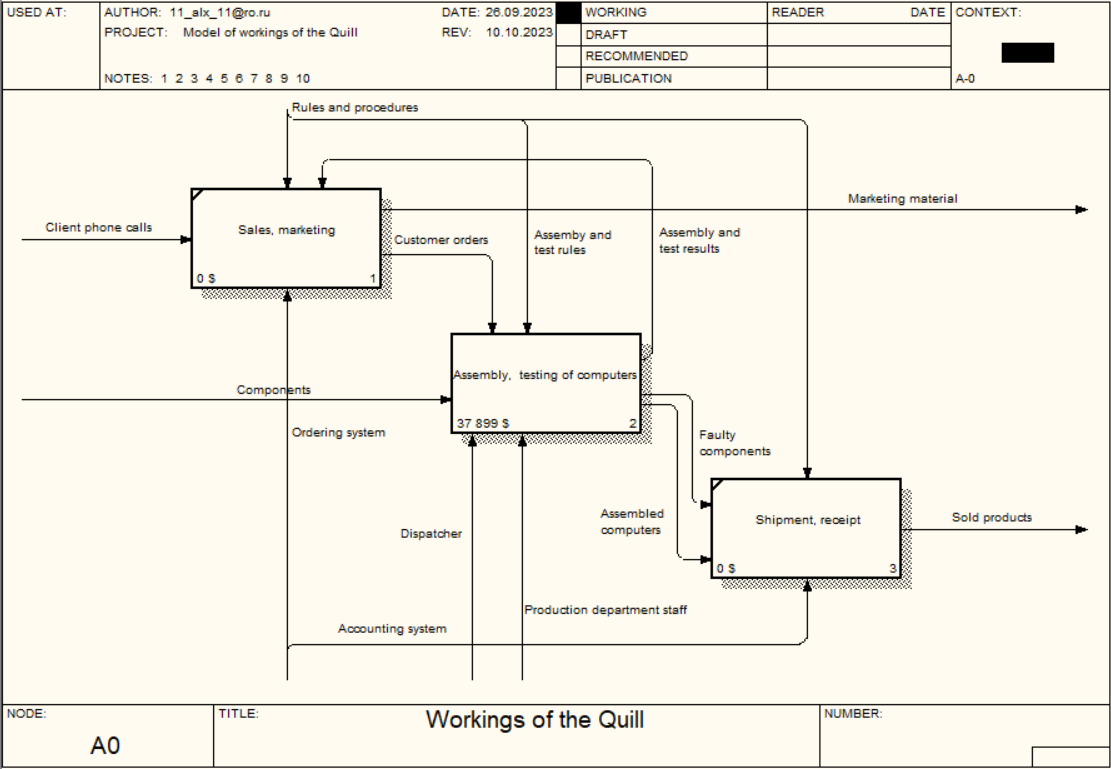 USED AT:
AUTHOR: 11_alx_11@ro.ru
DATE: 26.09.2023
WORKING
READER
DATE
CONTEXT:
PROJECT: Model of workings of the Quill
REV: 10.10.2023
DRAFT
RECOMMENDED
NOTES: 1 2 3 4 5 6 7 8 9 10
PUBLICATION
A-0
Rules and procedures
Marketing material
Client phone calls
Sales, marketing
0 $
1
Customer orders
Assemby and
test rules
Assembly and
test results
Assembly, testing of computers
37 899 $
2
Components
Ordering system
Faulty
components
Dispatcher
Assembled
computers
Shipment, receipt
0 $
3
Sold products
Production department staff
Accounting system
NODE:
A0
TITLE:
Workings of the Quill
NUMBER: